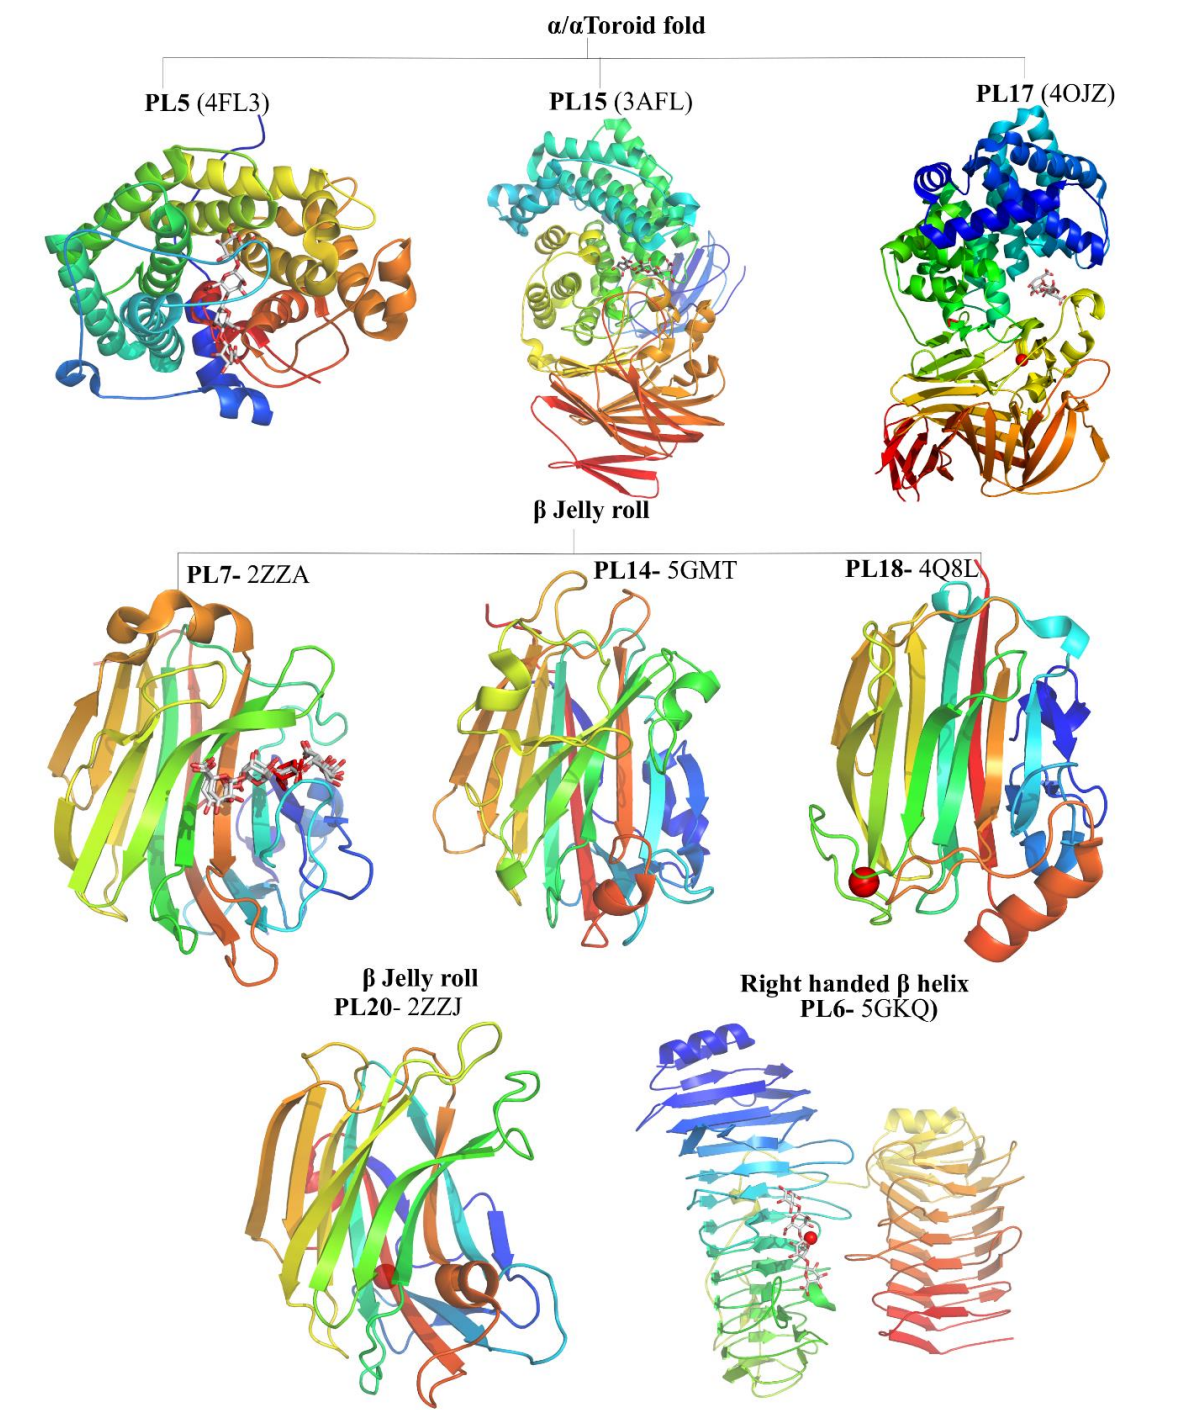 α/αToroid fold
PL5 (4FL3)
PL15 (3AFL)
PL17 (4OJZ)
β Jelly roll
PL7- 2ZZA
PL14- 5GMT
PL18- 4Q8L
β Jelly roll
PL20- 2ZZJ
Right handed β helix
PL6- 5GKQ)